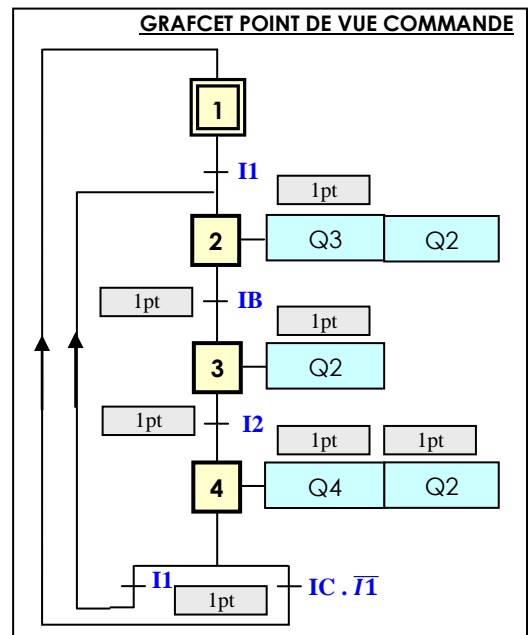 GRAFCET POINT DE VUE COMMANDE
1
I1
1pt
2 Q3 Q2
1pt IB
1pt
3 Q2
1pt I2
1pt 1pt
4 Q4 Q2
I1 IC . I̅1̅
1pt